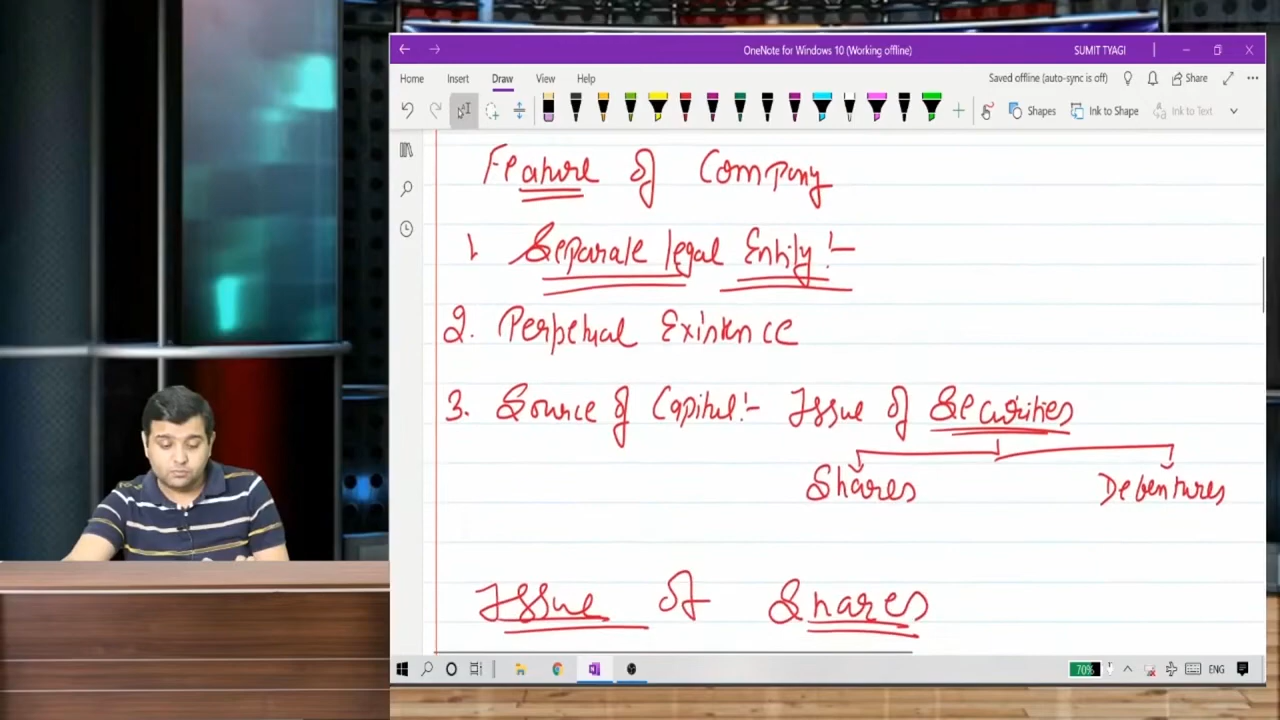 OneNote for Windows 10 (Working offline)
SUMIT TYAGI
Home Insert Draw View Help
Saved offline (auto-sync is off)
Share
Shapes
Ink to Shape
Ink to Text
Feature of Company
1 Separate legal Entity:-
2. Perpetual Existence
3. Source of Capital:- Issue of Securities
Shares Debentures
Issue of Shares
70%
ENG